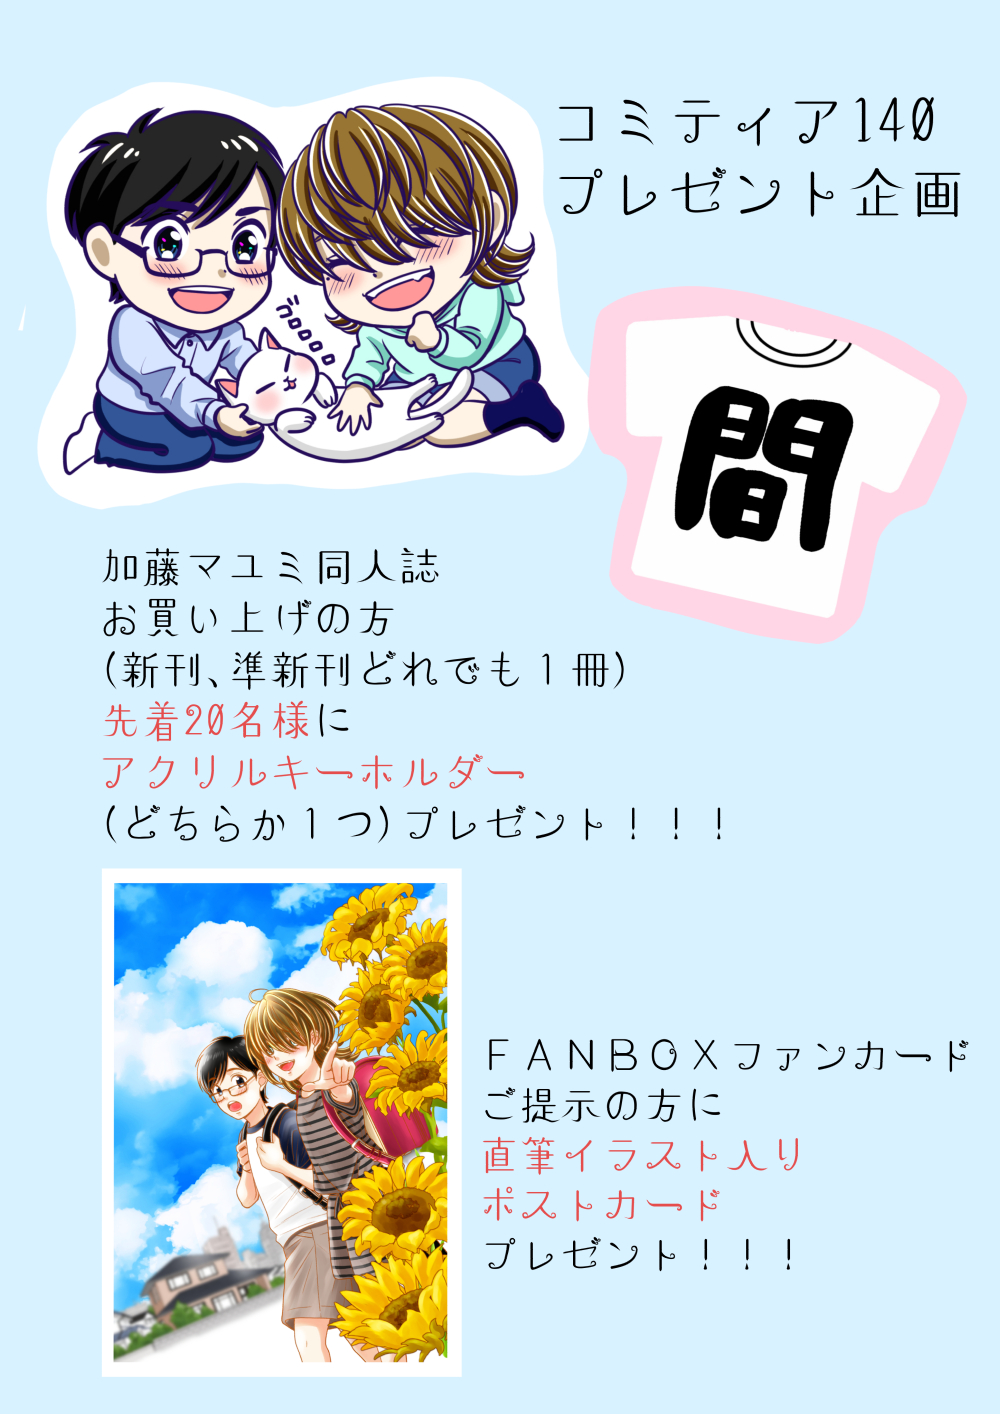 コミティア140
プレゼント企画
ゴロロロロ
間
加藤マユミ同人誌
お買い上げの方
(新刊、準新刊どれでも１冊)
先着20名様に
アクリルキーホルダー
(どちらか１つ)プレゼント！！！
ＦＡＮＢＯＸファンカード
ご提示の方に
直筆イラスト入り
ポストカード
プレゼント！！！